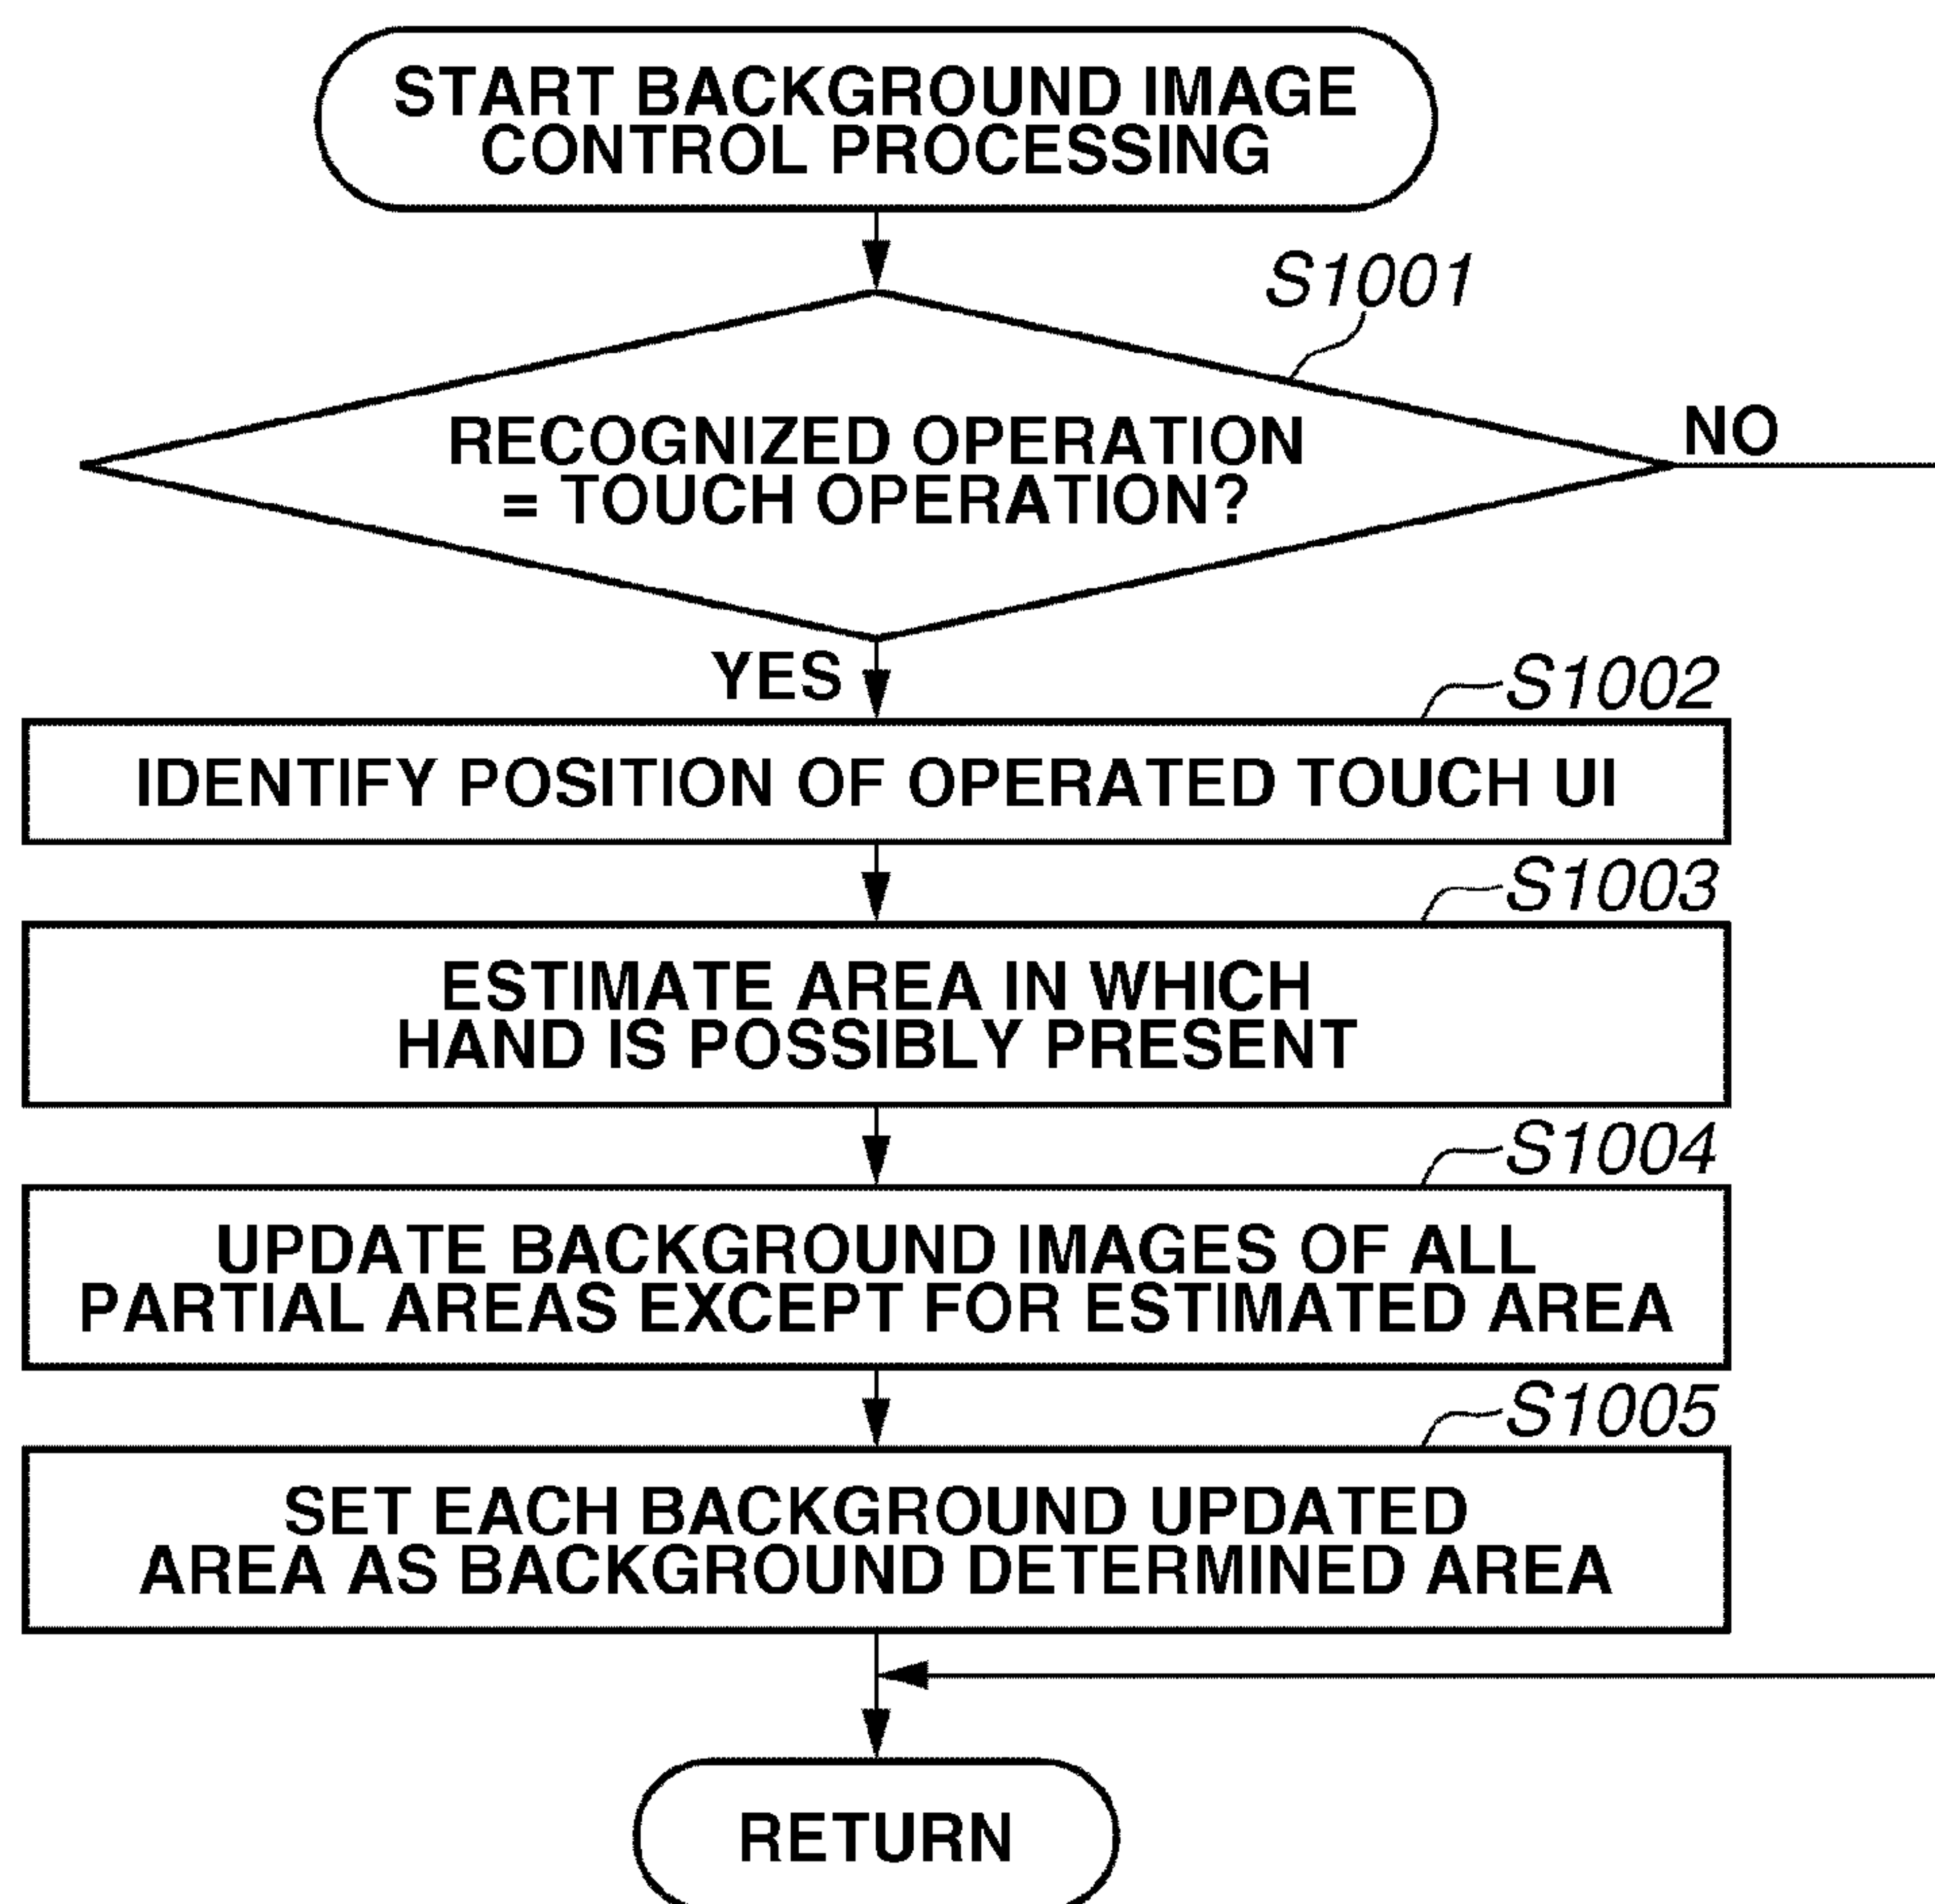 START BACKGROUND IMAGE
CONTROL PROCESSING
S1001
RECOGNIZED OPERATION
= TOUCH OPERATION?
NO
YES
S1002
IDENTIFY POSITION OF OPERATED TOUCH UI
S1003
ESTIMATE AREA IN WHICH
HAND IS POSSIBLY PRESENT
S1004
UPDATE BACKGROUND IMAGES OF ALL
PARTIAL AREAS EXCEPT FOR ESTIMATED AREA
S1005
SET EACH BACKGROUND UPDATED
AREA AS BACKGROUND DETERMINED AREA
RETURN